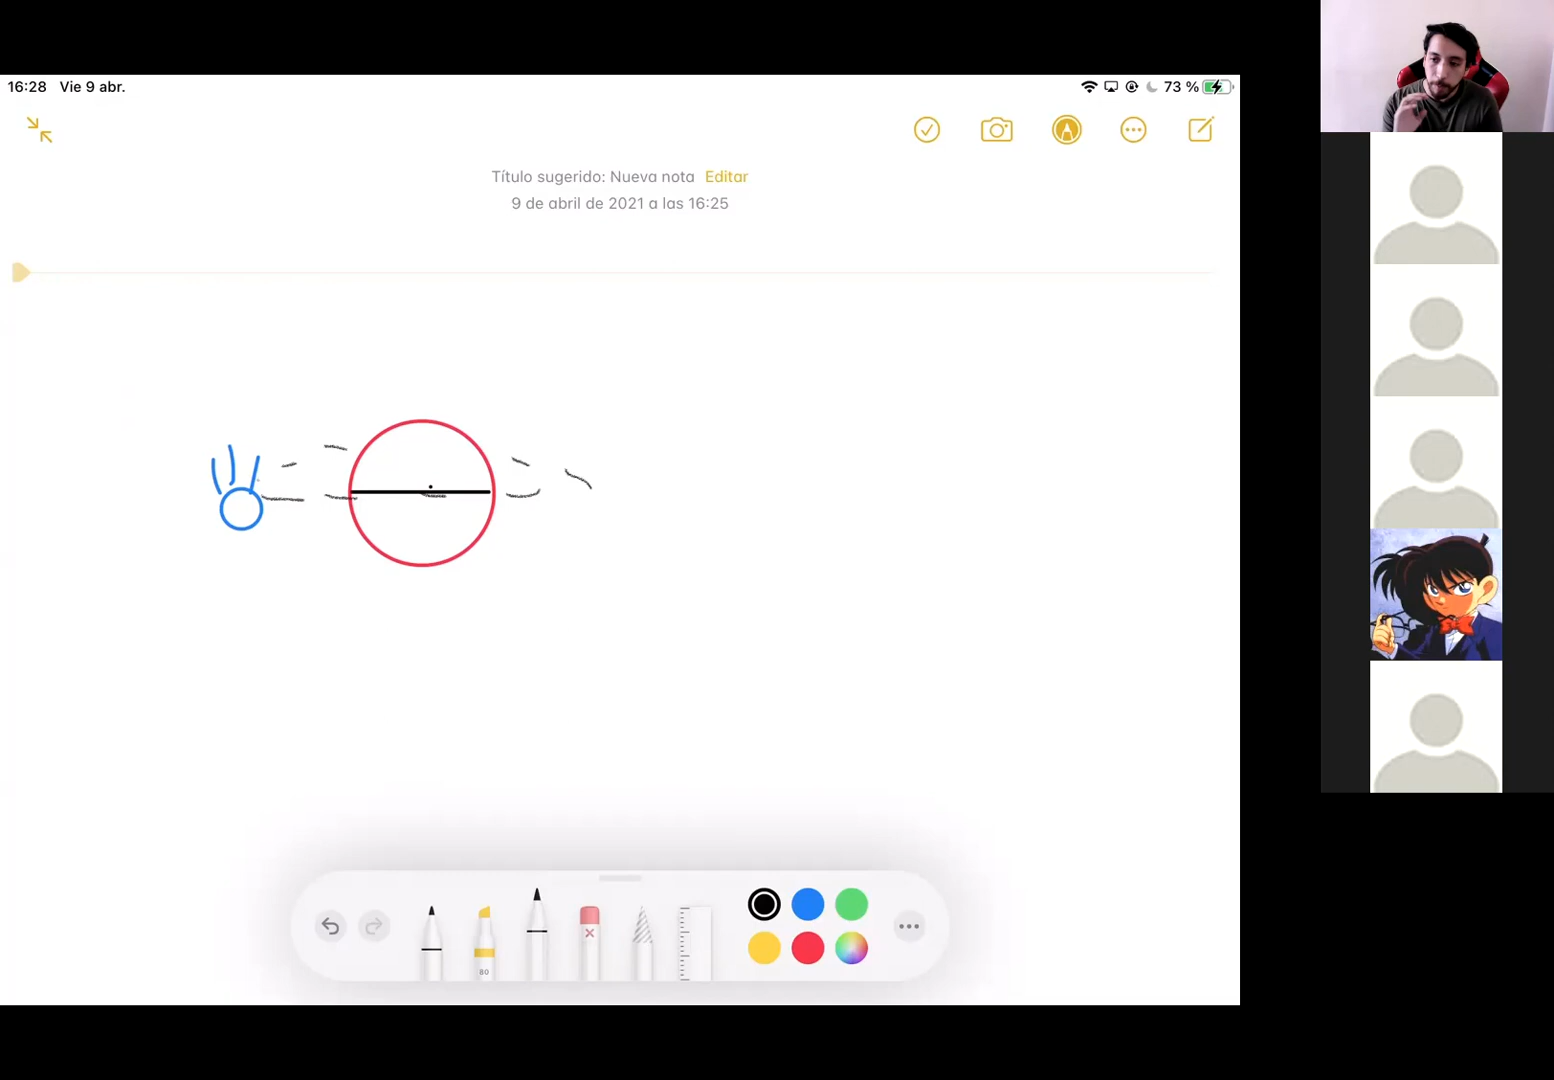 16:28 Vie 9 abr. 73 %
Título sugerido: Nueva nota Editar
9 de abril de 2021 a las 16:25
80